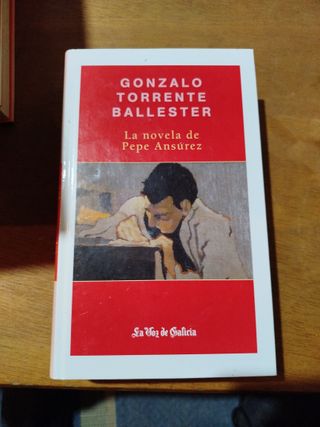 GONZALO
TORRENTE
BALLESTER
La novela de
Pepe Ansúrez
La Voz de Galicia